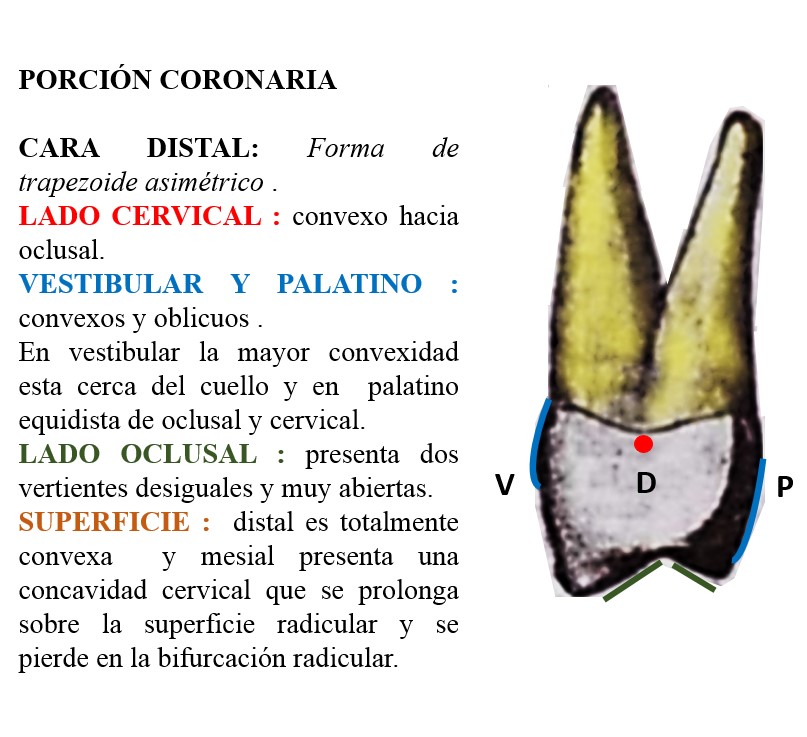 PORCIÓN CORONARIA
CARA DISTAL: Forma de
trapezoide asimétrico .
LADO CERVICAL : convexo hacia
oclusal.
VESTIBULAR Y PALATINO :
convexos y oblicuos .
En vestibular la mayor convexidad
esta cerca del cuello y en palatino
equidista de oclusal y cervical.
LADO OCLUSAL : presenta dos
vertientes desiguales y muy abiertas.
SUPERFICIE : distal es totalmente
convexa y mesial presenta una
concavidad cervical que se prolonga
sobre la superficie radicular y se
pierde en la bifurcación radicular.
V
D
P